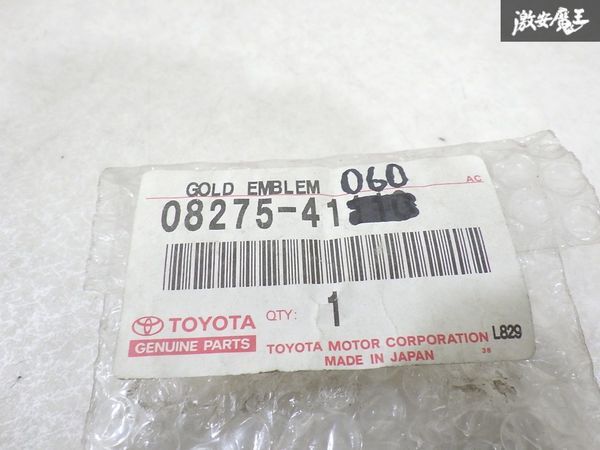 激安魔王
GOLD EMBLEM 060 AC
08275-41
TOYOTA QTY: 1
GENUINE PARTS
TOYOTA MOTOR CORPORATION L829
MADE IN JAPAN 38